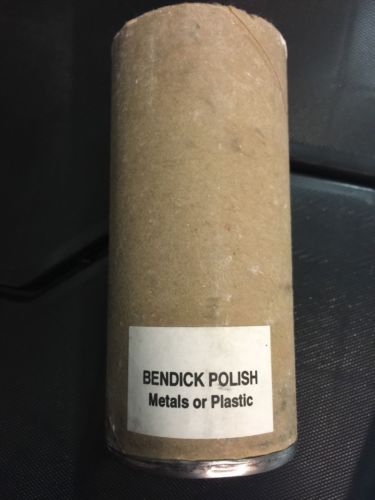 BENDICK POLISH
Metals or Plastic